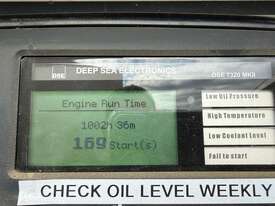 DSE DEEP SEA ELECTRONICS DSE 7320 MKII
Engine Run Time
1002h 36m
159 Start(s)
Low Oil Pressure
High Temperature
Low Coolant Level
Fail to start
CHECK OIL LEVEL WEEKLY